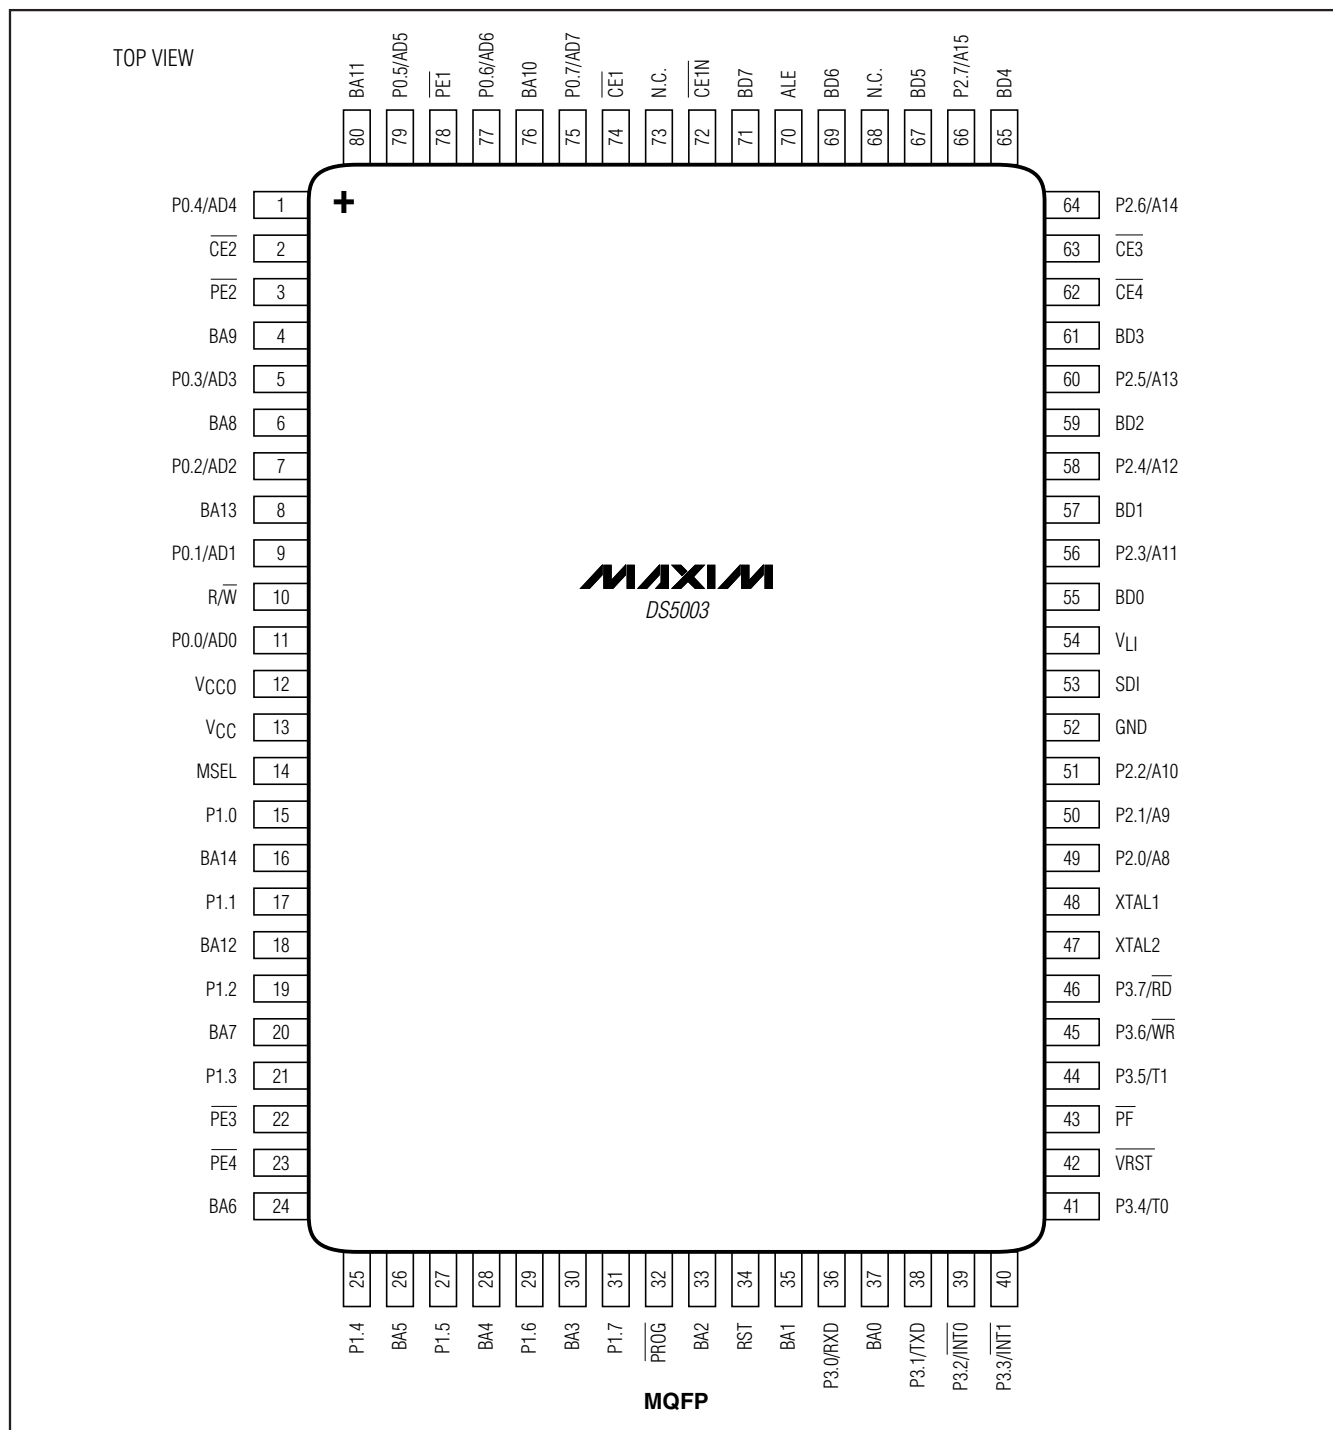 TOP VIEW
BA11
P0.5/AD5
PE1
P0.6/AD6
BA10
P0.7/AD7
CE1
N.C.
CE1N
BD7
ALE
BD6
N.C.
BD5
P2.7/A15
BD4
80 79 78 77 76 75 74 73 72 71 70 69 68 67 66 65
P0.4/AD4 1 + 64 P2.6/A14
CE2 2 63 CE3
PE2 3 62 CE4
BA9 4 61 BD3
P0.3/AD3 5 60 P2.5/A13
BA8 6 59 BD2
P0.2/AD2 7 58 P2.4/A12
BA13 8 57 BD1
P0.1/AD1 9 56 P2.3/A11
MAXIM
R/W 10 55 BD0
DS5003
P0.0/AD0 11 54 VLI
VCCO 12 53 SDI
VCC 13 52 GND
MSEL 14 51 P2.2/A10
P1.0 15 50 P2.1/A9
BA14 16 49 P2.0/A8
P1.1 17 48 XTAL1
BA12 18 47 XTAL2
P1.2 19 46 P3.7/RD
BA7 20 45 P3.6/WR
P1.3 21 44 P3.5/T1
PE3 22 43 PF
PE4 23 42 VRST
BA6 24 41 P3.4/T0
25 26 27 28 29 30 31 32 33 34 35 36 37 38 39 40
P1.4
BA5
P1.5
BA4
P1.6
BA3
P1.7
PROG
BA2
RST
BA1
P3.0/RXD
BA0
P3.1/TXD
P3.2/INT0
P3.3/INT1
MQFP